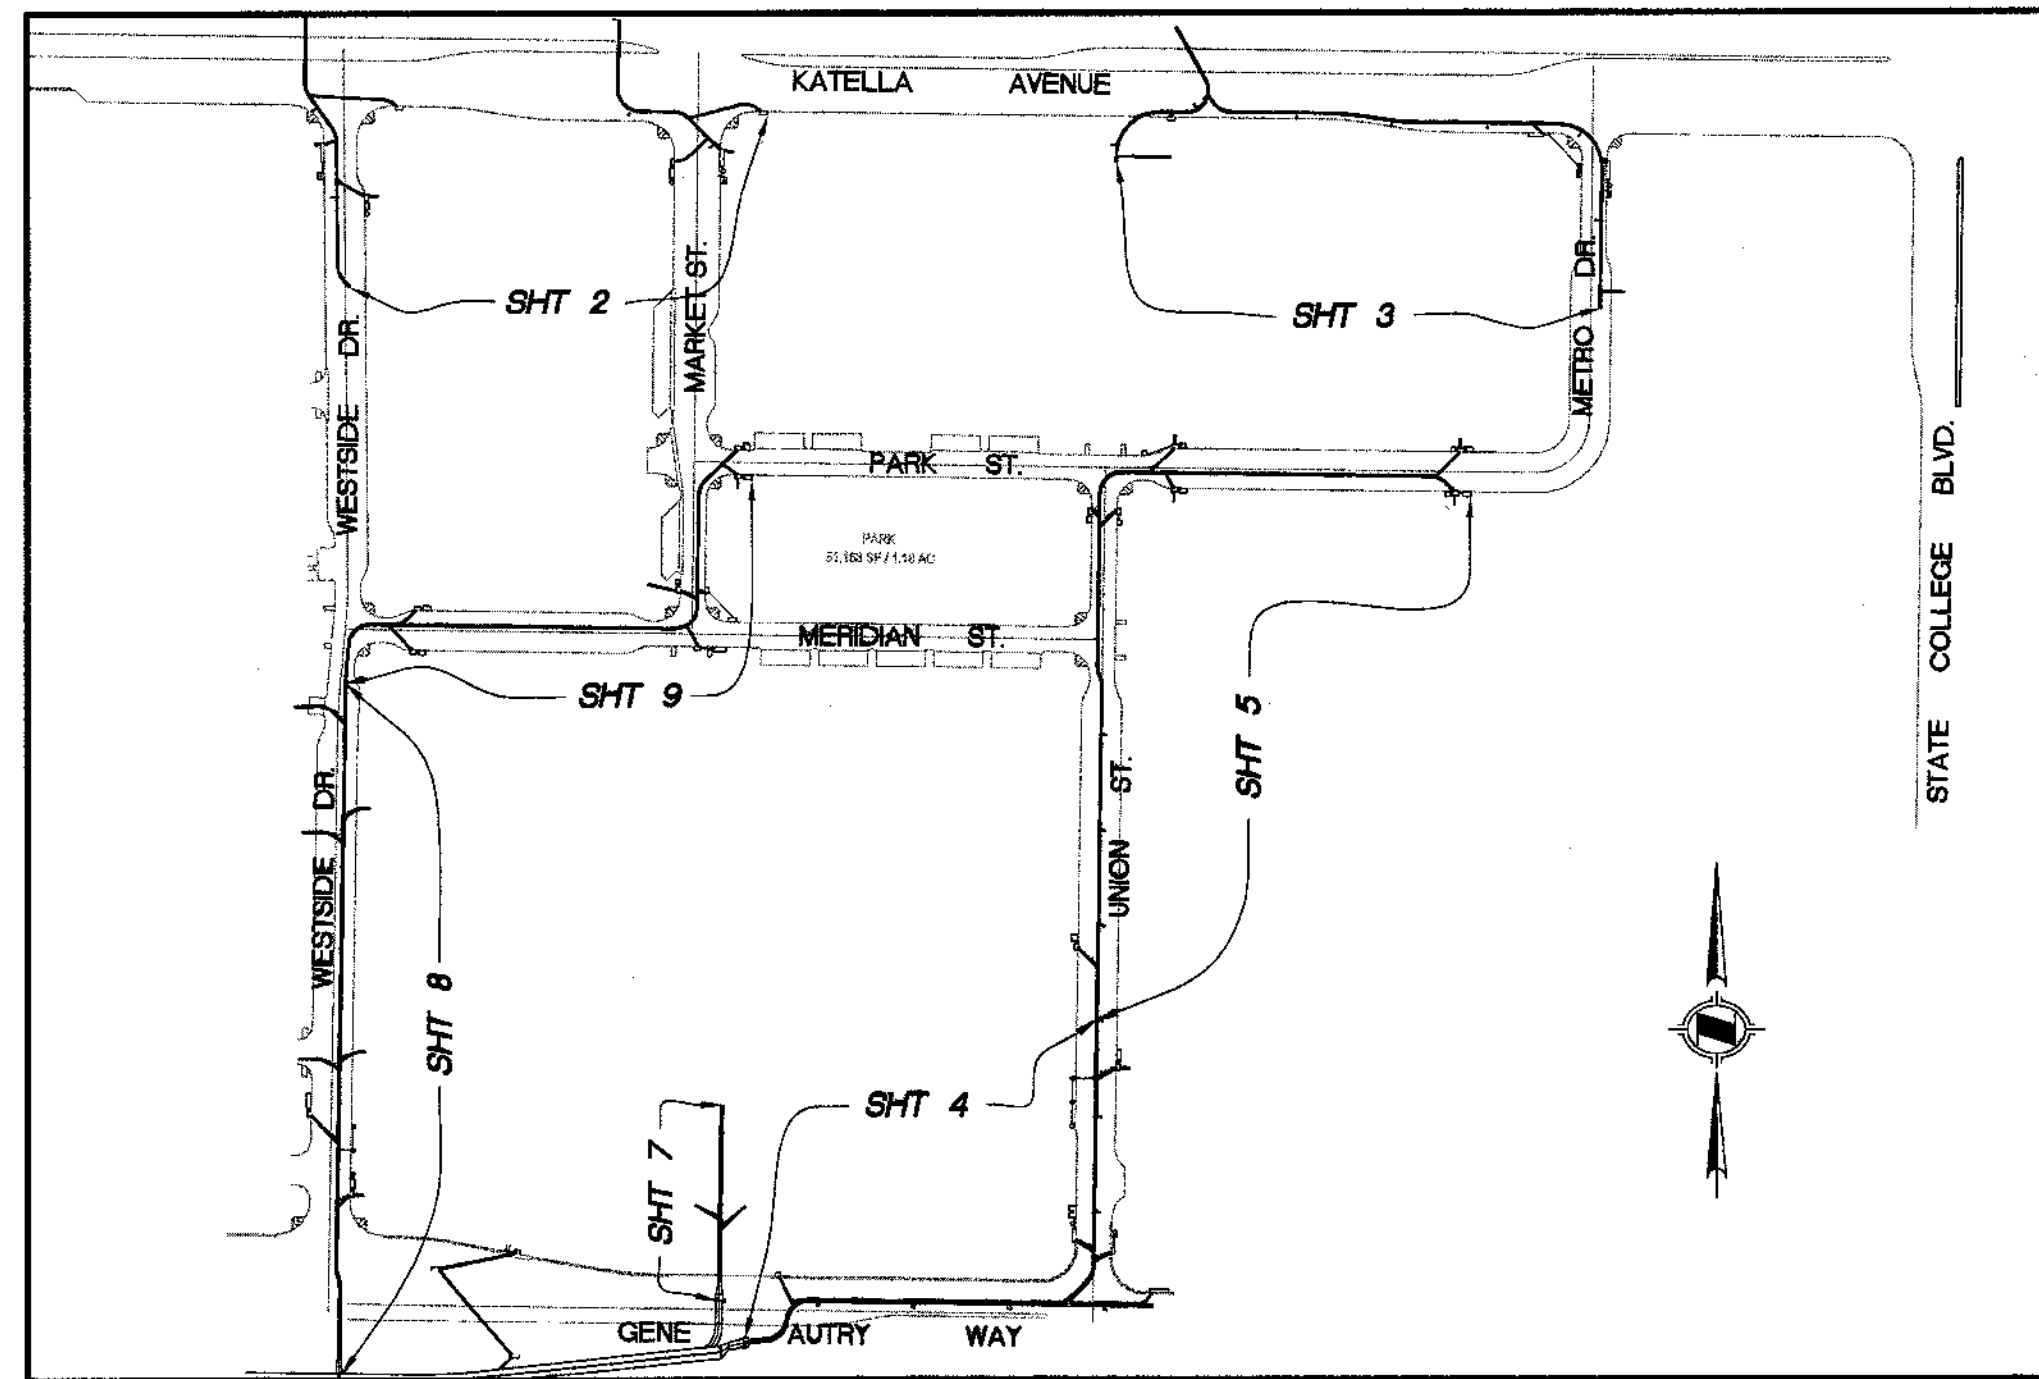 KATELLA AVENUE
SHT 2
SHT 3
WESTSIDE DR.
MARKET ST.
METRO DR.
STATE COLLEGE BLVD.
PARK ST.
PARK
MERIDIAN ST.
SHT 9
SHT 5
WESTSIDE DR.
UNION ST.
SHT 8
SHT 4
SHT 7
GENE AUTRY WAY